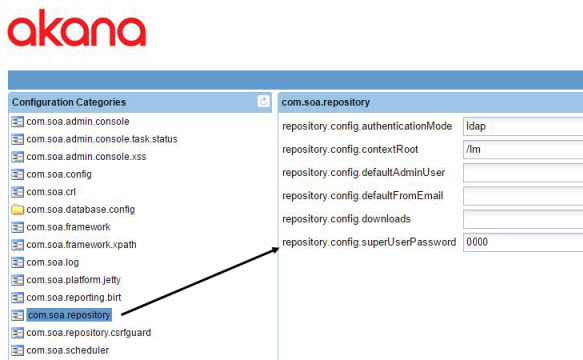 akana
Configuration Categories
com.soa.admin.console
com.soa.admin.console.task.status
com.soa.admin.console.xss
com.soa.config
com.soa.crl
com.soa.database.config
com.soa.framework
com.soa.framework.xpath
com.soa.log
com.soa.platform.jetty
com.soa.reporting.birt
com.soa.repository
com.soa.repository.csrfguard
com.soa.scheduler
com.soa.repository
repository.config.authenticationMode ldap
repository.config.contextRoot /lm
repository.config.defaultAdminUser
repository.config.defaultFromEmail
repository.config.downloads
repository.config.superUserPassword 0000